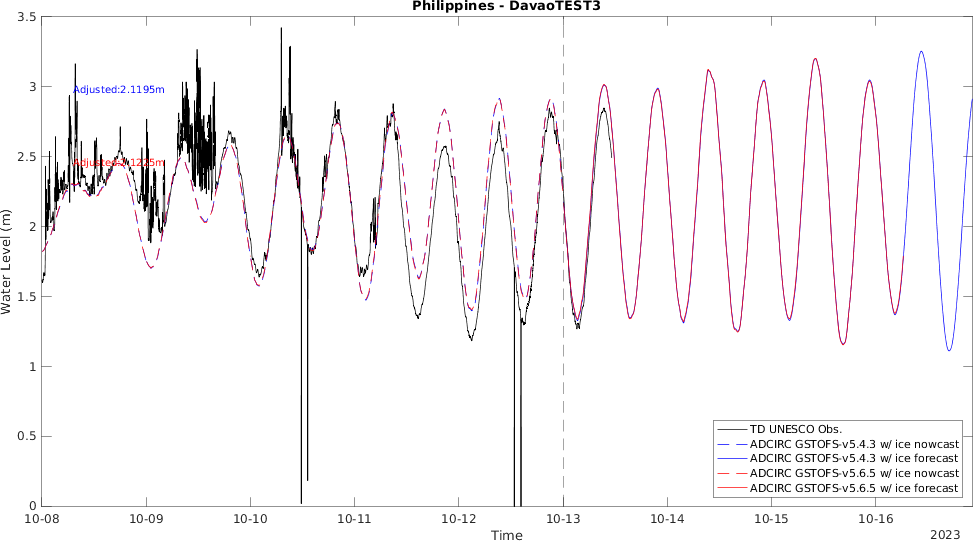 Philippines - DavaoTEST3
3.5
3
2.5
2
1.5
1
0.5
0
Water Level (m)
Adjusted:2.1195m
Adjusted:2.1225m
TD UNESCO Obs.
ADCIRC GSTOFS-v5.4.3 w/ ice nowcast
ADCIRC GSTOFS-v5.4.3 w/ ice forecast
ADCIRC GSTOFS-v5.6.5 w/ ice nowcast
ADCIRC GSTOFS-v5.6.5 w/ ice forecast
10-08 10-09 10-10 10-11 10-12 10-13 10-14 10-15 10-16
Time
2023